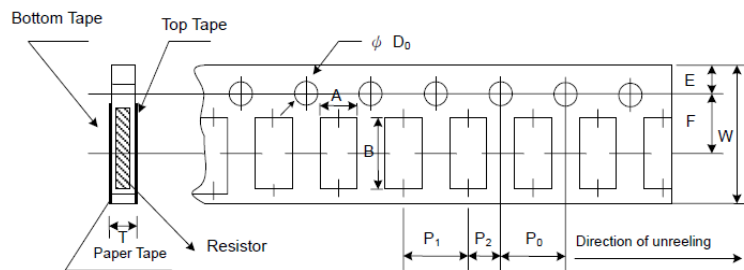 Bottom Tape
Top Tape
ϕ D₀
E
A
F
W
B
T
Paper Tape
Resistor
P₁
P₂
P₀
Direction of unreeling